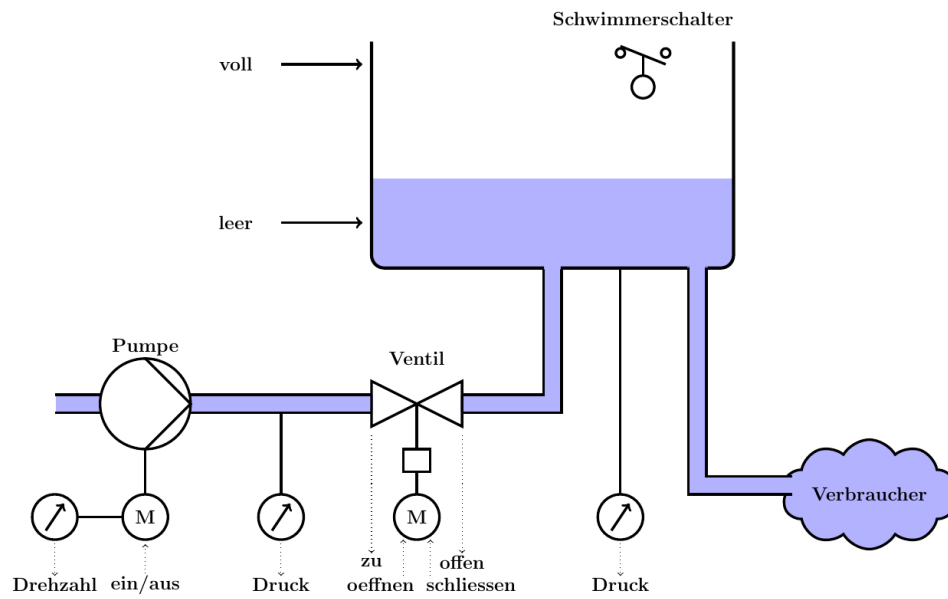 Schwimmerschalter
voll
leer
Pumpe
Ventil
Verbraucher
M
M
zu
offen
Drehzahl
ein/aus
Druck
oeffnen
schliessen
Druck